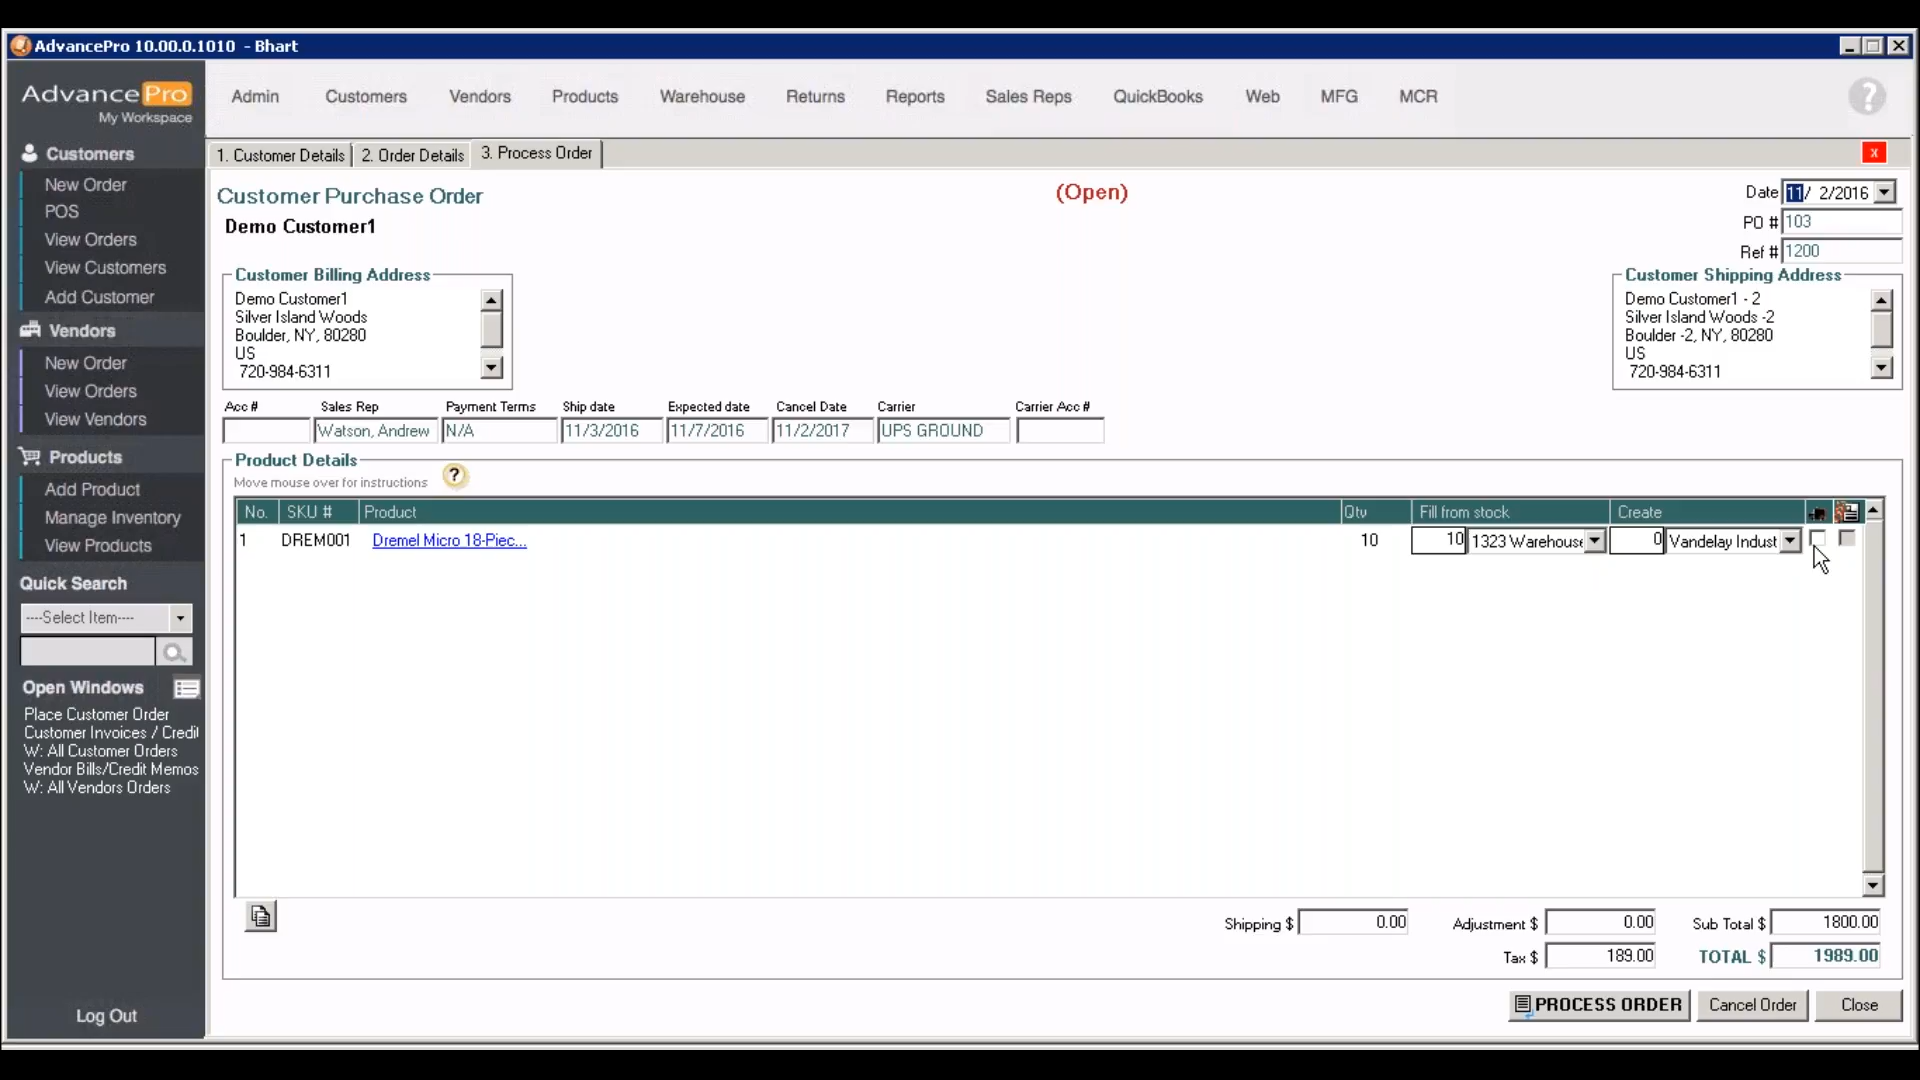 AdvancePro 10.00.0.1010 - Bhart
AdvancePro
My Workspace
Admin Customers Vendors Products Warehouse Returns Reports Sales Reps QuickBooks Web MFG MCR ?
Customers
New Order
POS
View Orders
View Customers
Add Customer
Vendors
New Order
View Orders
View Vendors
Products
Add Product
Manage Inventory
View Products
Quick Search
----Select Item----
Open Windows
Place Customer Order
Customer Invoices / Credi
W: All Customer Orders
Vendor Bills/Credit Memos
W: All Vendors Orders
Log Out
1. Customer Details 2. Order Details 3. Process Order x
Customer Purchase Order (Open) Date 11/ 2/2016
Demo Customer1 PO # 103
Ref # 1200
Customer Billing Address
Demo Customer1
Silver Island Woods
Boulder, NY, 80280
US
720-984-6311
Customer Shipping Address
Demo Customer1 - 2
Silver Island Woods -2
Boulder -2, NY, 80280
US
720-984-6311
Acc # Sales Rep Payment Terms Ship date Expected date Cancel Date Carrier Carrier Acc #
Watson, Andrew N/A 11/3/2016 11/7/2016 11/2/2017 UPS GROUND
Product Details
Move mouse over for instructions ?
No. SKU # Product Qty Fill from stock Create
1 DREM001 Dremel Micro 18-Piec... 10 10 1323 Warehouse 0 Vandelay Indust
Shipping $ 0.00 Adjustment $ 0.00 Sub Total $ 1800.00
Tax $ 189.00 TOTAL $ 1989.00
PROCESS ORDER Cancel Order Close